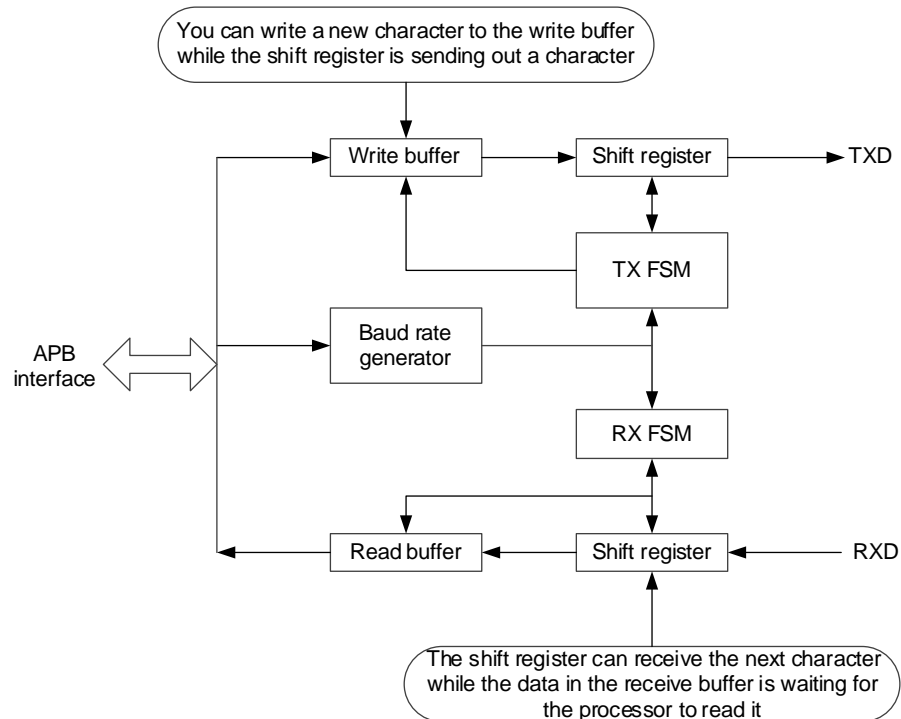 You can write a new character to the write buffer
while the shift register is sending out a character
Write buffer
Shift register
TXD
TX FSM
Baud rate
generator
APB
interface
RX FSM
Read buffer
Shift register
RXD
The shift register can receive the next character
while the data in the receive buffer is waiting for
the processor to read it